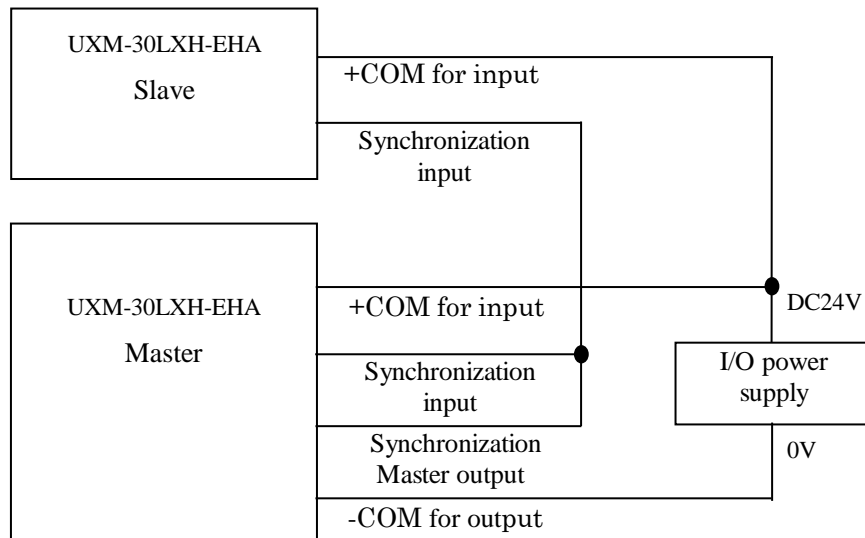 UXM-30LXH-EHA
Slave
+COM for input
Synchronization
input
UXM-30LXH-EHA
Master
+COM for input
DC24V
Synchronization
input
I/O power
supply
Synchronization
Master output
0V
-COM for output